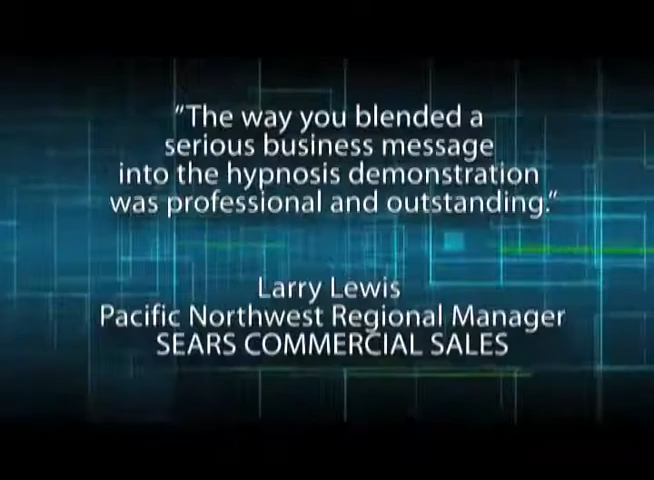 "The way you blended a
serious business message
into the hypnosis demonstration
was professional and outstanding."
Larry Lewis
Pacific Northwest Regional Manager
SEARS COMMERCIAL SALES